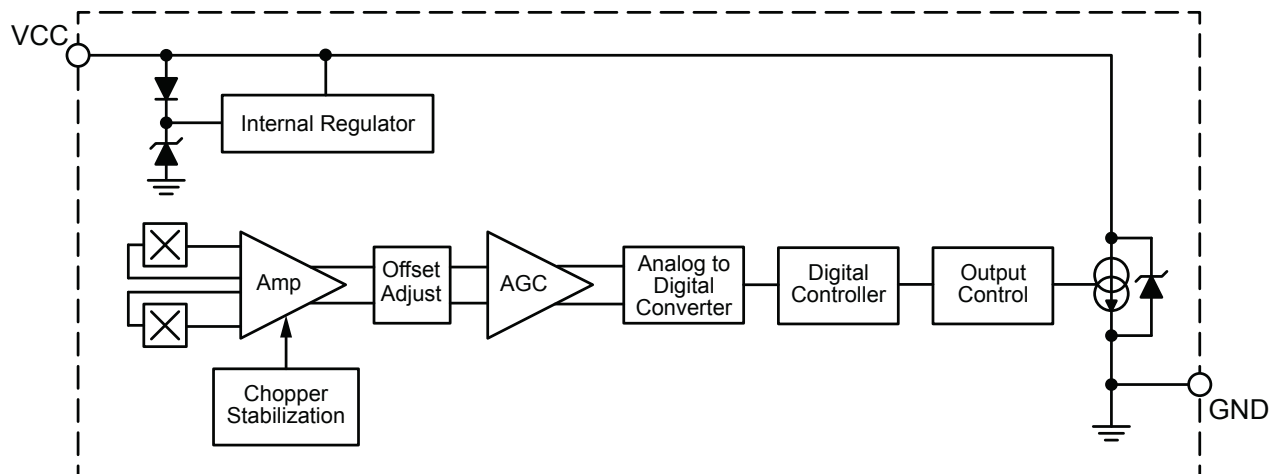 VCC
Internal Regulator
Amp
Offset
Adjust
AGC
Analog to
Digital
Converter
Digital
Controller
Output
Control
Chopper
Stabilization
GND